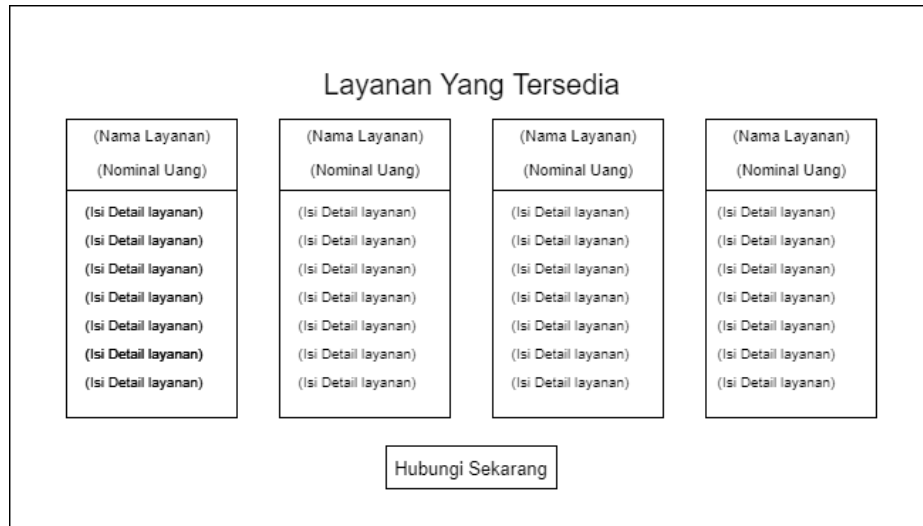 Layanan Yang Tersedia
(Nama Layanan)
(Nominal Uang)
(Isi Detail layanan)
(Isi Detail layanan)
(Isi Detail layanan)
(Isi Detail layanan)
(Isi Detail layanan)
(Isi Detail layanan)
(Isi Detail layanan)
(Nama Layanan)
(Nominal Uang)
(Isi Detail layanan)
(Isi Detail layanan)
(Isi Detail layanan)
(Isi Detail layanan)
(Isi Detail layanan)
(Isi Detail layanan)
(Isi Detail layanan)
(Nama Layanan)
(Nominal Uang)
(Isi Detail layanan)
(Isi Detail layanan)
(Isi Detail layanan)
(Isi Detail layanan)
(Isi Detail layanan)
(Isi Detail layanan)
(Isi Detail layanan)
(Nama Layanan)
(Nominal Uang)
(Isi Detail layanan)
(Isi Detail layanan)
(Isi Detail layanan)
(Isi Detail layanan)
(Isi Detail layanan)
(Isi Detail layanan)
(Isi Detail layanan)
Hubungi Sekarang